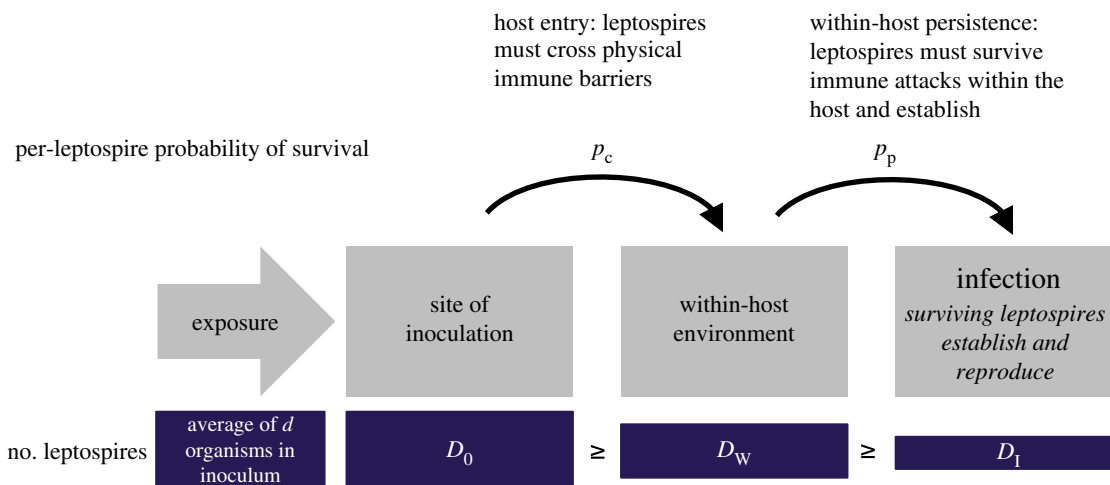 host entry: leptospires
must cross physical
immune barriers
within-host persistence:
leptospires must survive
immune attacks within the
host and establish
per-leptospire probability of survival
p_c
p_p
exposure
site of
inoculation
within-host
environment
infection
surviving leptospires
establish and
reproduce
no. leptospires
average of d
organisms in
inoculum
D_0
≥
D_W
≥
D_I